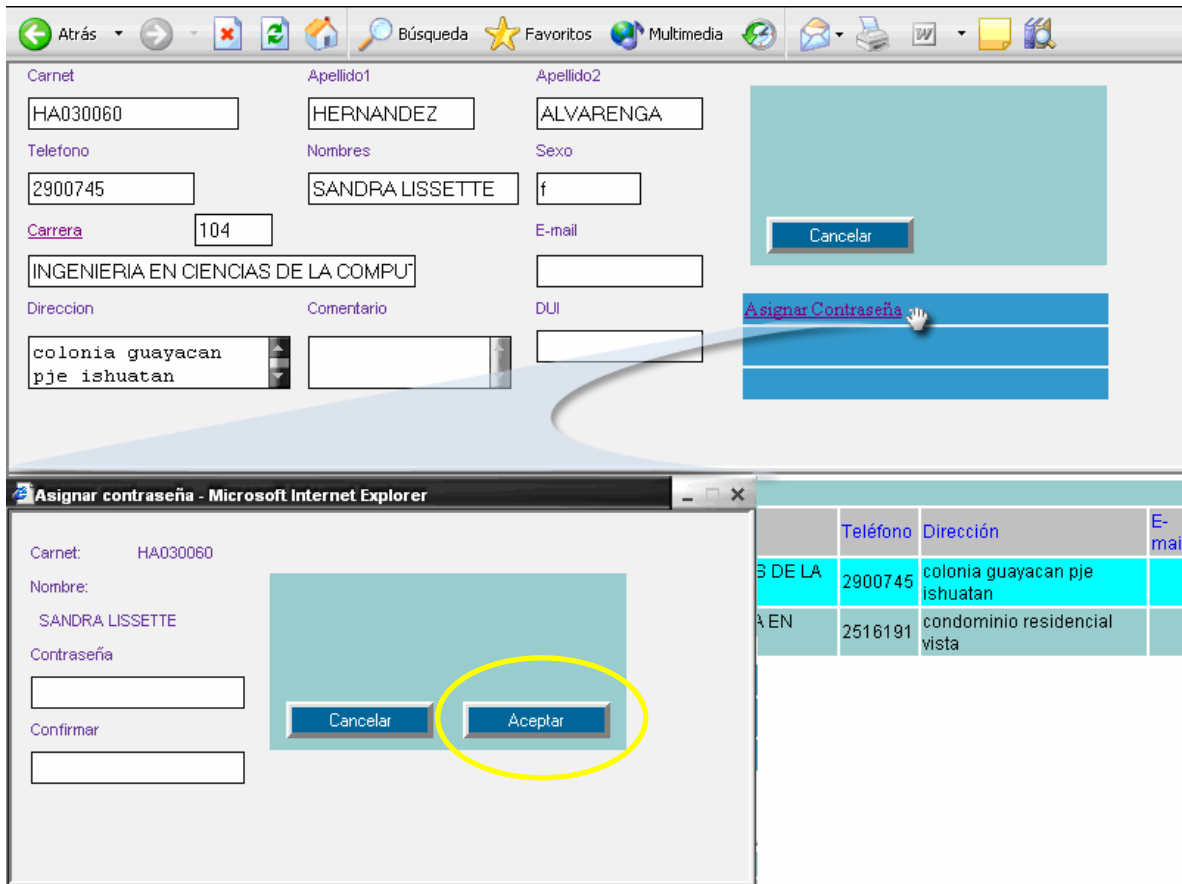 Atrás Búsqueda Favoritos Multimedia
Carnet Apellido1 Apellido2
HA030060 HERNANDEZ ALVARENGA
Telefono Nombres Sexo
2900745 SANDRA LISSETTE f
Carrera 104 E-mail
Cancelar
INGENIERIA EN CIENCIAS DE LA COMPUT
Direccion Comentario DUI
Asignar Contraseña
colonia guayacan
pje ishuatan
Asignar contraseña - Microsoft Internet Explorer
Carnet: HA030060
Nombre:
SANDRA LISSETTE
Contraseña
Cancelar Aceptar
Confirmar
Teléfono Dirección E-
mai
S DE LA 2900745 colonia guayacan pje
ishuatan
A EN 2516191 condominio residencial
vista